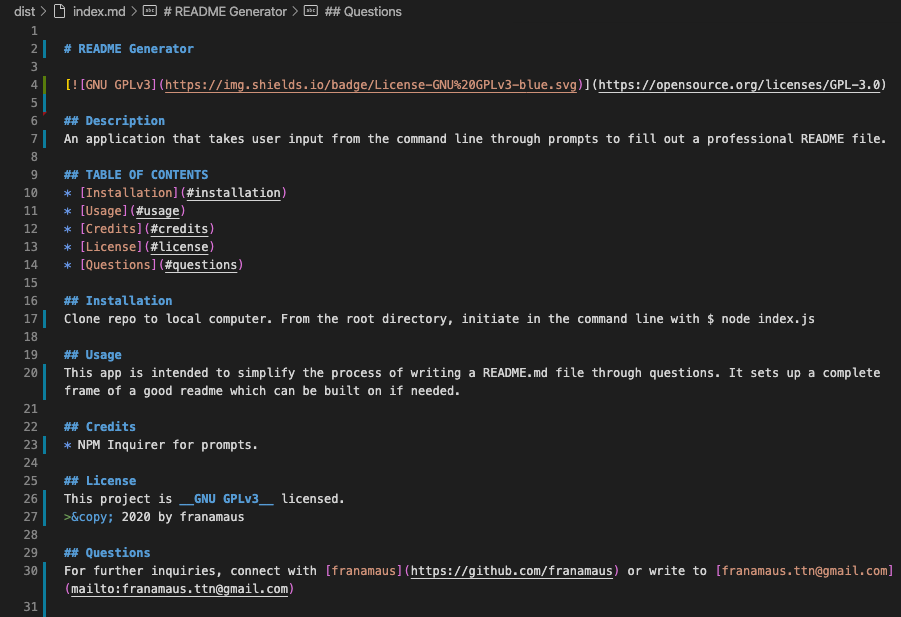 dist > index.md > # README Generator > ## Questions
1
2 # README Generator
3
4 [![GNU GPLv3](https://img.shields.io/badge/License-GNU%20GPLv3-blue.svg)](https://opensource.org/licenses/GPL-3.0)
5
6 ## Description
7 An application that takes user input from the command line through prompts to fill out a professional README file.
8
9 ## TABLE OF CONTENTS
10 * [Installation](#installation)
11 * [Usage](#usage)
12 * [Credits](#credits)
13 * [License](#license)
14 * [Questions](#questions)
15
16 ## Installation
17 Clone repo to local computer. From the root directory, initiate in the command line with $ node index.js
18
19 ## Usage
20 This app is intended to simplify the process of writing a README.md file through questions. It sets up a complete
frame of a good readme which can be built on if needed.
21
22 ## Credits
23 * NPM Inquirer for prompts.
24
25 ## License
26 This project is __GNU GPLv3__ licensed.
27 >&copy; 2020 by franamaus
28
29 ## Questions
30 For further inquiries, connect with [franamaus](https://github.com/franamaus) or write to [franamaus.ttn@gmail.com]
(mailto:franamaus.ttn@gmail.com)
31